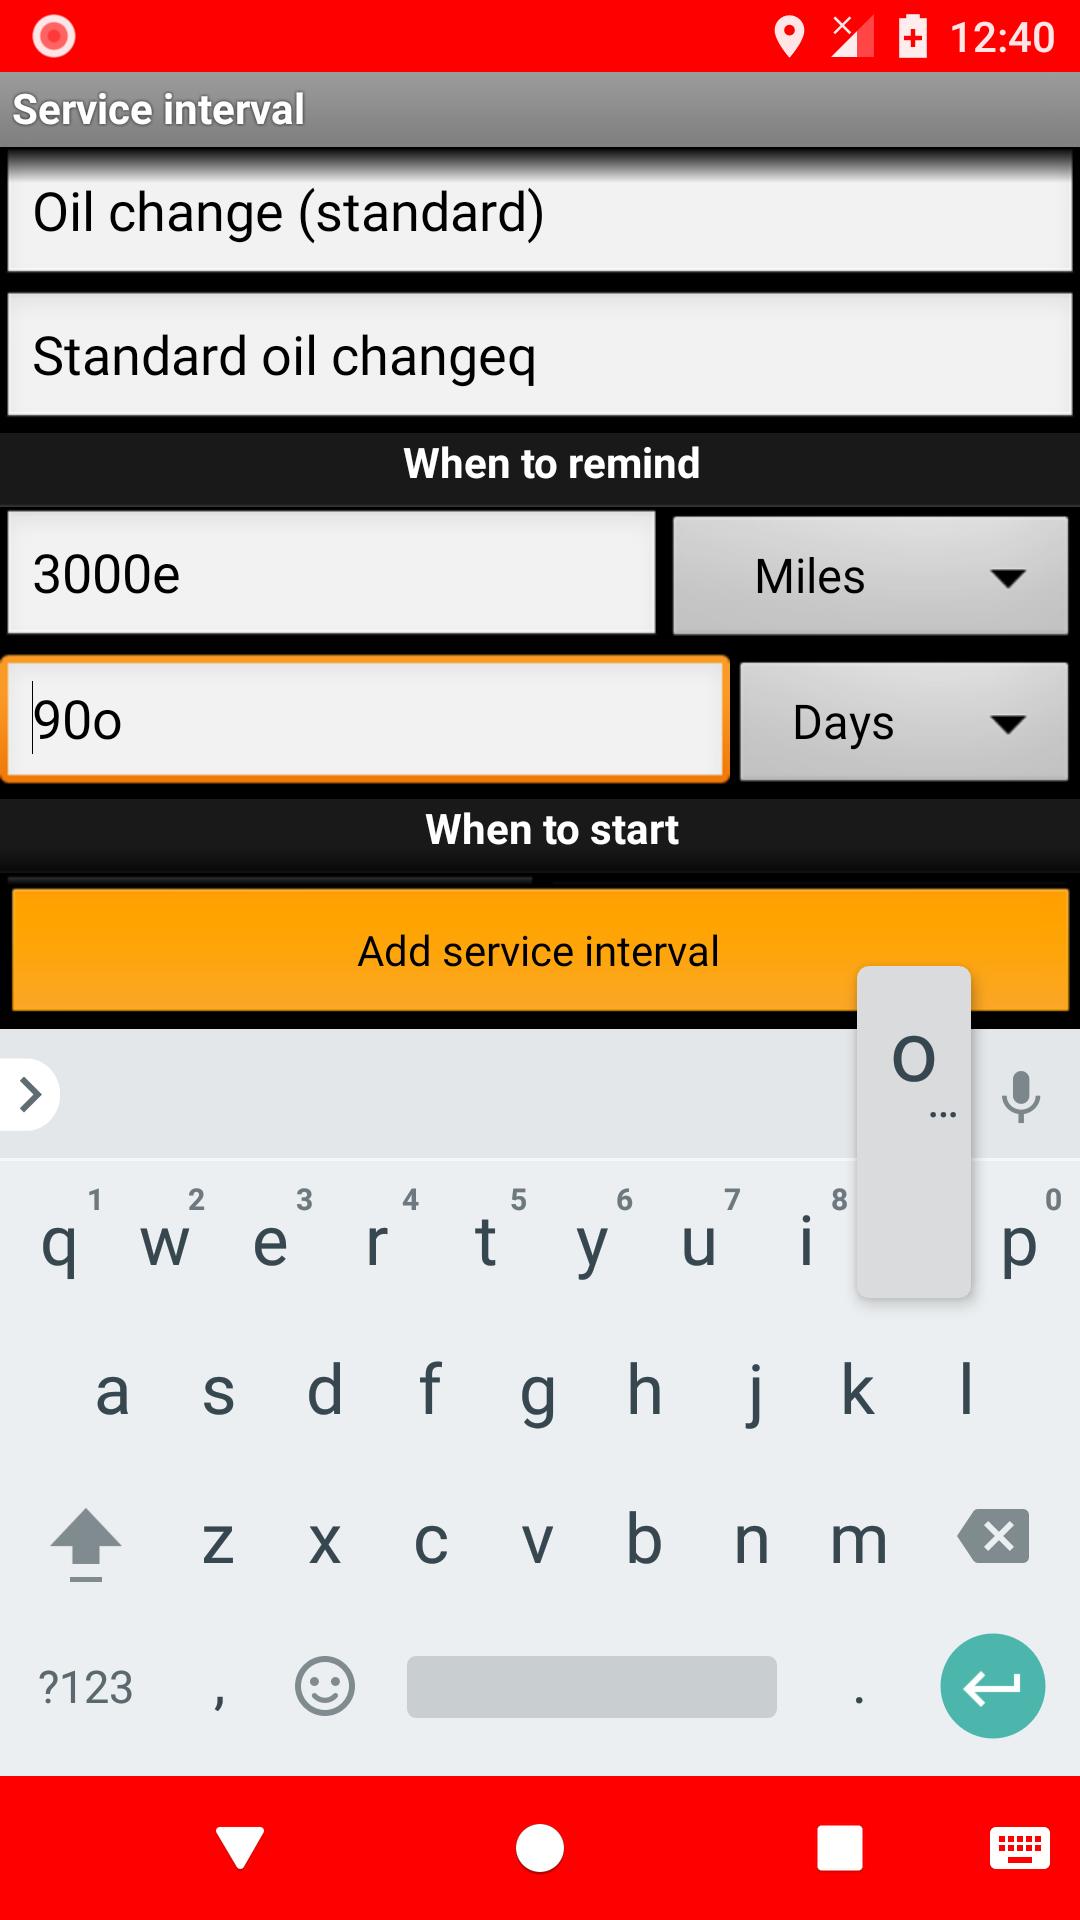 12:40
Service interval
Oil change (standard)
Standard oil changeq
When to remind
3000e Miles
90o Days
When to start
Add service interval
o
...
1 2 3 4 5 6 7 8 0
q w e r t y u i p
a s d f g h j k l
z x c v b n m
?123 , .